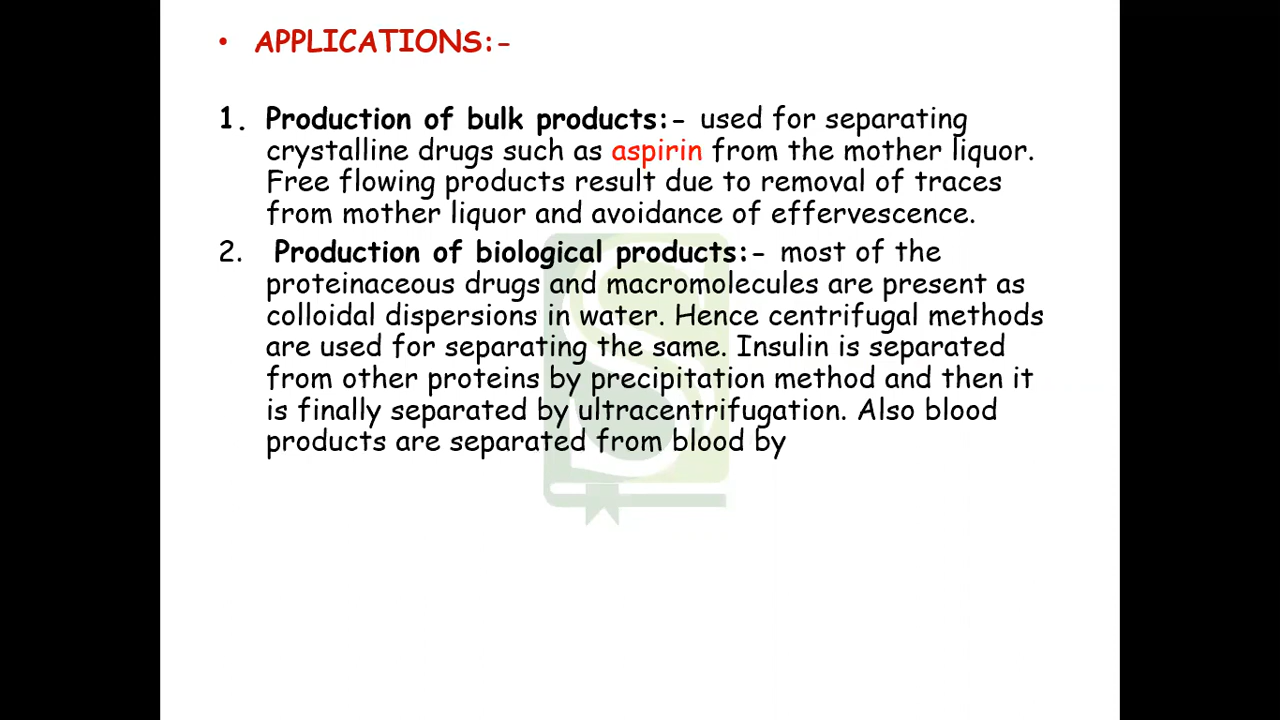 • APPLICATIONS:-
1. Production of bulk products:- used for separating
crystalline drugs such as aspirin from the mother liquor.
Free flowing products result due to removal of traces
from mother liquor and avoidance of effervescence.
2. Production of biological products:- most of the
proteinaceous drugs and macromolecules are present as
colloidal dispersions in water. Hence centrifugal methods
are used for separating the same. Insulin is separated
from other proteins by precipitation method and then it
is finally separated by ultracentrifugation. Also blood
products are separated from blood by